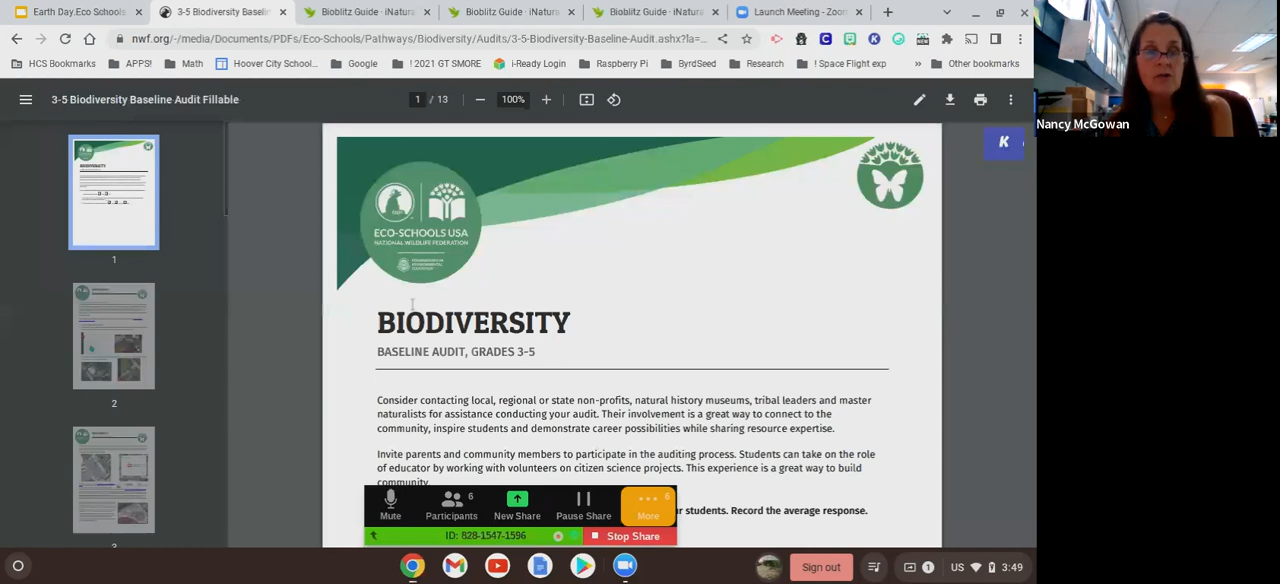 Earth Day.Eco Schools
3-5 Biodiversity Baselin
Bioblitz Guide · iNatura
Bioblitz Guide · iNatura
Bioblitz Guide · iNatura
Launch Meeting - Zoom
nwf.org/-/media/Documents/PDFs/Eco-Schools/Pathways/Biodiversity/Audits/3-5-Biodiversity-Baseline-Audit.ashx?la=...
HCS Bookmarks
APPS!
Math
Hoover City School...
Google
! 2021 GT SMORE
i-Ready Login
Raspberry Pi
ByrdSeed
Research
! Space Flight exp
»
Other bookmarks
3-5 Biodiversity Baseline Audit Fillable
1 / 13
100%
Nancy McGowan
K
ECO-SCHOOLS USA
NATIONAL WILDLIFE FEDERATION
BIODIVERSITY
BASELINE AUDIT, GRADES 3-5
Consider contacting local, regional or state non-profits, natural history museums, tribal leaders and master
naturalists for assistance conducting your audit. Their involvement is a great way to connect to the
community, inspire students and demonstrate career possibilities while sharing resource expertise.
Invite parents and community members to participate in the auditing process. Students can take on the role
of educator by working with volunteers on citizen science projects. This experience is a great way to build
community.
r students. Record the average response.
1
2
3
Mute
Participants 6
New Share
Pause Share
More 6
ID: 828-1547-1596
Stop Share
Sign out
1
US
3:49